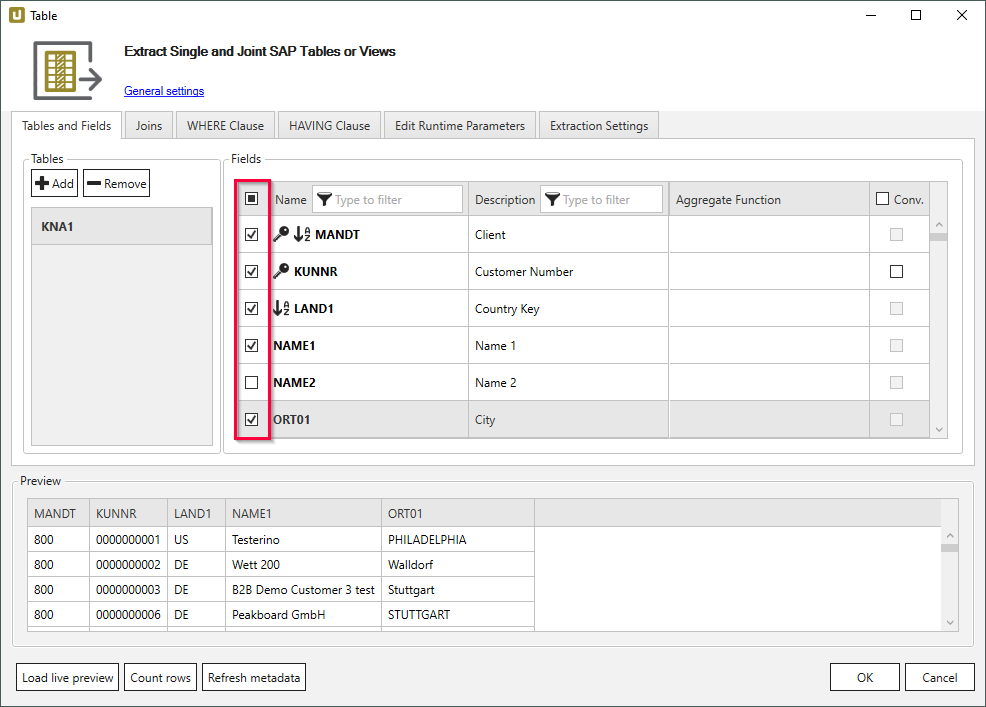 Table
Extract Single and Joint SAP Tables or Views
General settings
Tables and Fields Joins WHERE Clause HAVING Clause Edit Runtime Parameters Extraction Settings
Tables
Add Remove
KNA1
Fields
Name Type to filter Description Type to filter Aggregate Function Conv.
MANDT Client
KUNNR Customer Number
LAND1 Country Key
NAME1 Name 1
NAME2 Name 2
ORT01 City
Preview
MANDT KUNNR LAND1 NAME1 ORT01
800 0000000001 US Testerino PHILADELPHIA
800 0000000002 DE Wett 200 Walldorf
800 0000000003 DE B2B Demo Customer 3 test Stuttgart
800 0000000006 DE Peakboard GmbH STUTTGART
Load live preview Count rows Refresh metadata OK Cancel